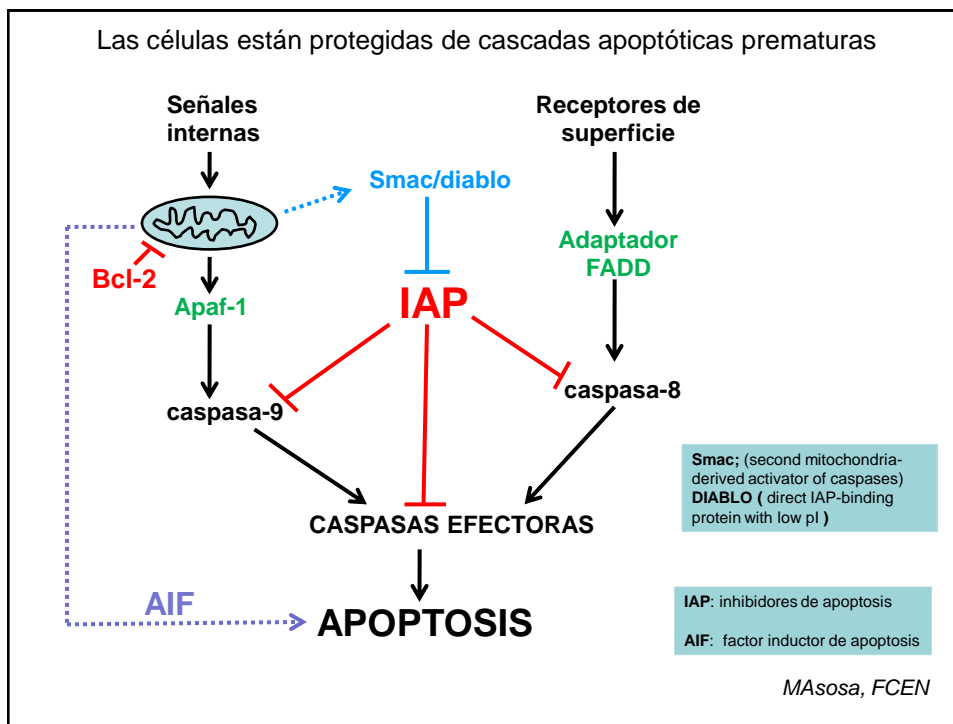 Las células están protegidas de cascadas apoptóticas prematuras
Señales
internas
Receptores de
superficie
Smac/diablo
Adaptador
FADD
Bcl-2
Apaf-1
IAP
caspasa-9
caspasa-8
Smac; (second mitochondria-
derived activator of caspases)
DIABLO ( direct IAP-binding
protein with low pI )
CASPASAS EFECTORAS
AIF
APOPTOSIS
IAP: inhibidores de apoptosis
AIF: factor inductor de apoptosis
MAsosa, FCEN